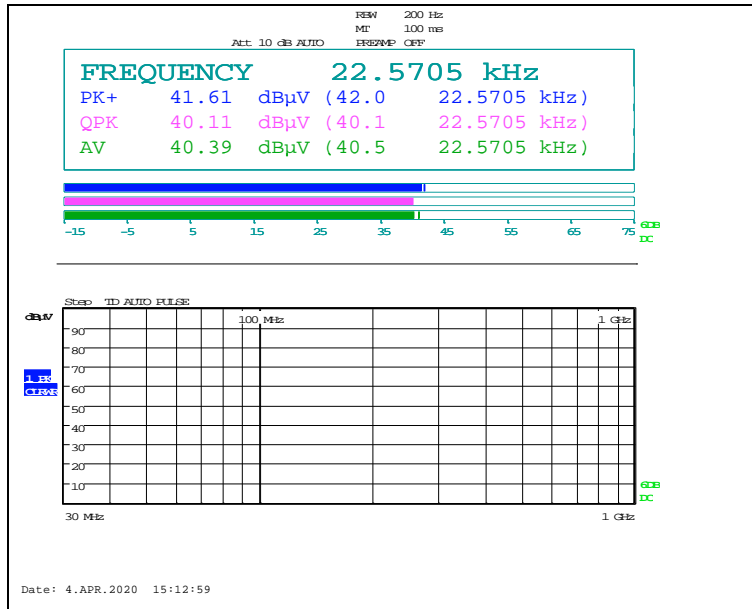 RBW 200 Hz
MT 100 ms
Att 10 dB AUTO PREAMP OFF
FREQUENCY 22.5705 kHz
PK+ 41.61 dBµV (42.0 22.5705 kHz)
QPK 40.11 dBµV (40.1 22.5705 kHz)
AV 40.39 dBµV (40.5 22.5705 kHz)
-15 -5 5 15 25 35 45 55 65 75
6DB
DC
Step TD AUTO PULSE
dBµV
100 MHz 1 GHz
90
80
70
1 PK
CLRWR
60
50
40
30
20
10
6DB
DC
30 MHz 1 GHz
Date: 4.APR.2020 15:12:59